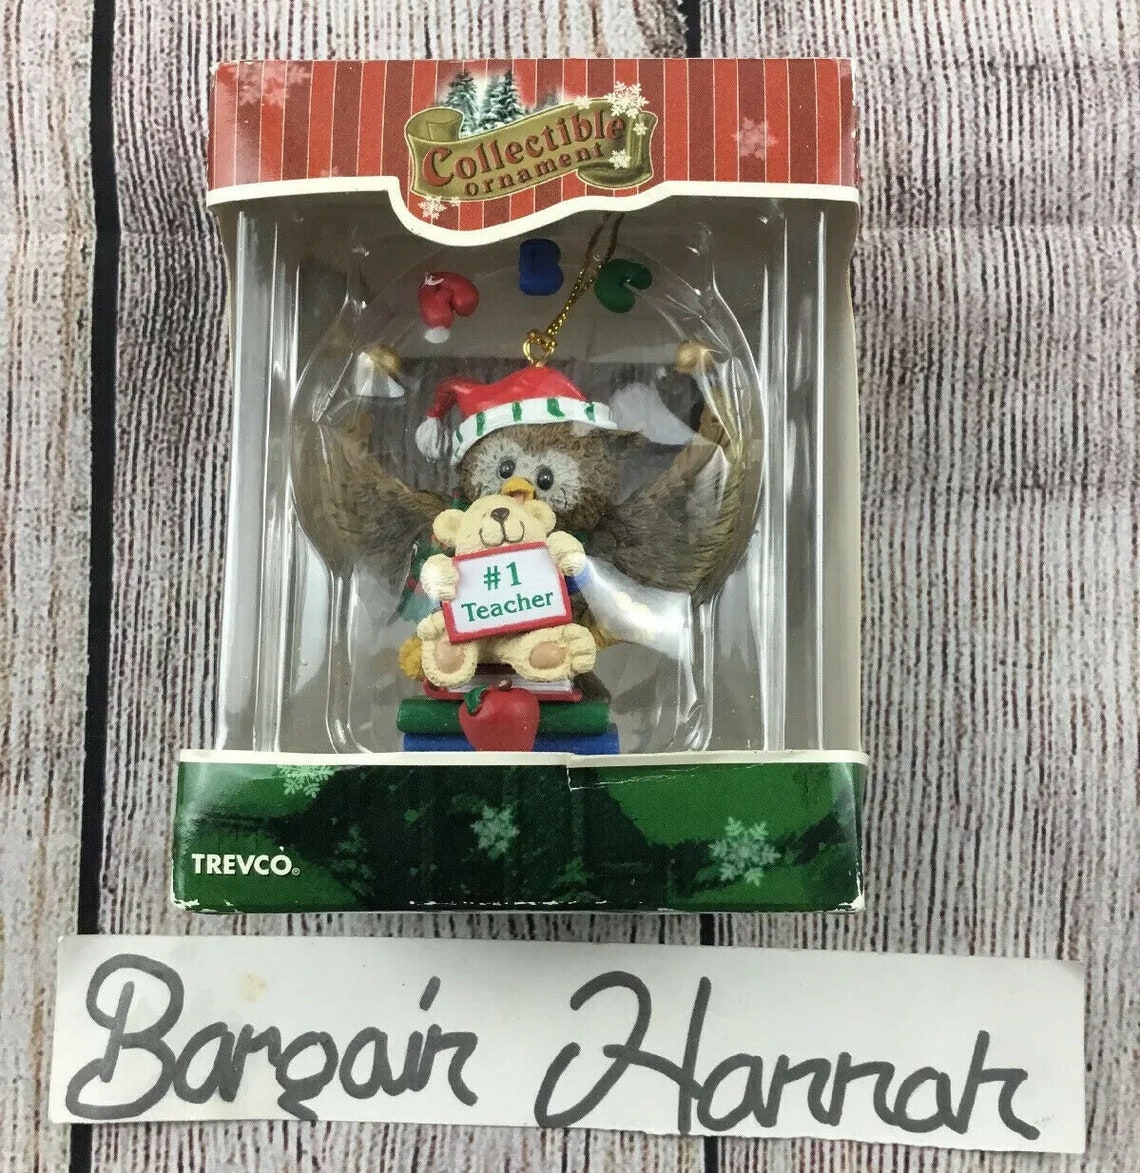 Collectible
ornament
A B C
#1
Teacher
TREVCO®
Bargain Hannah